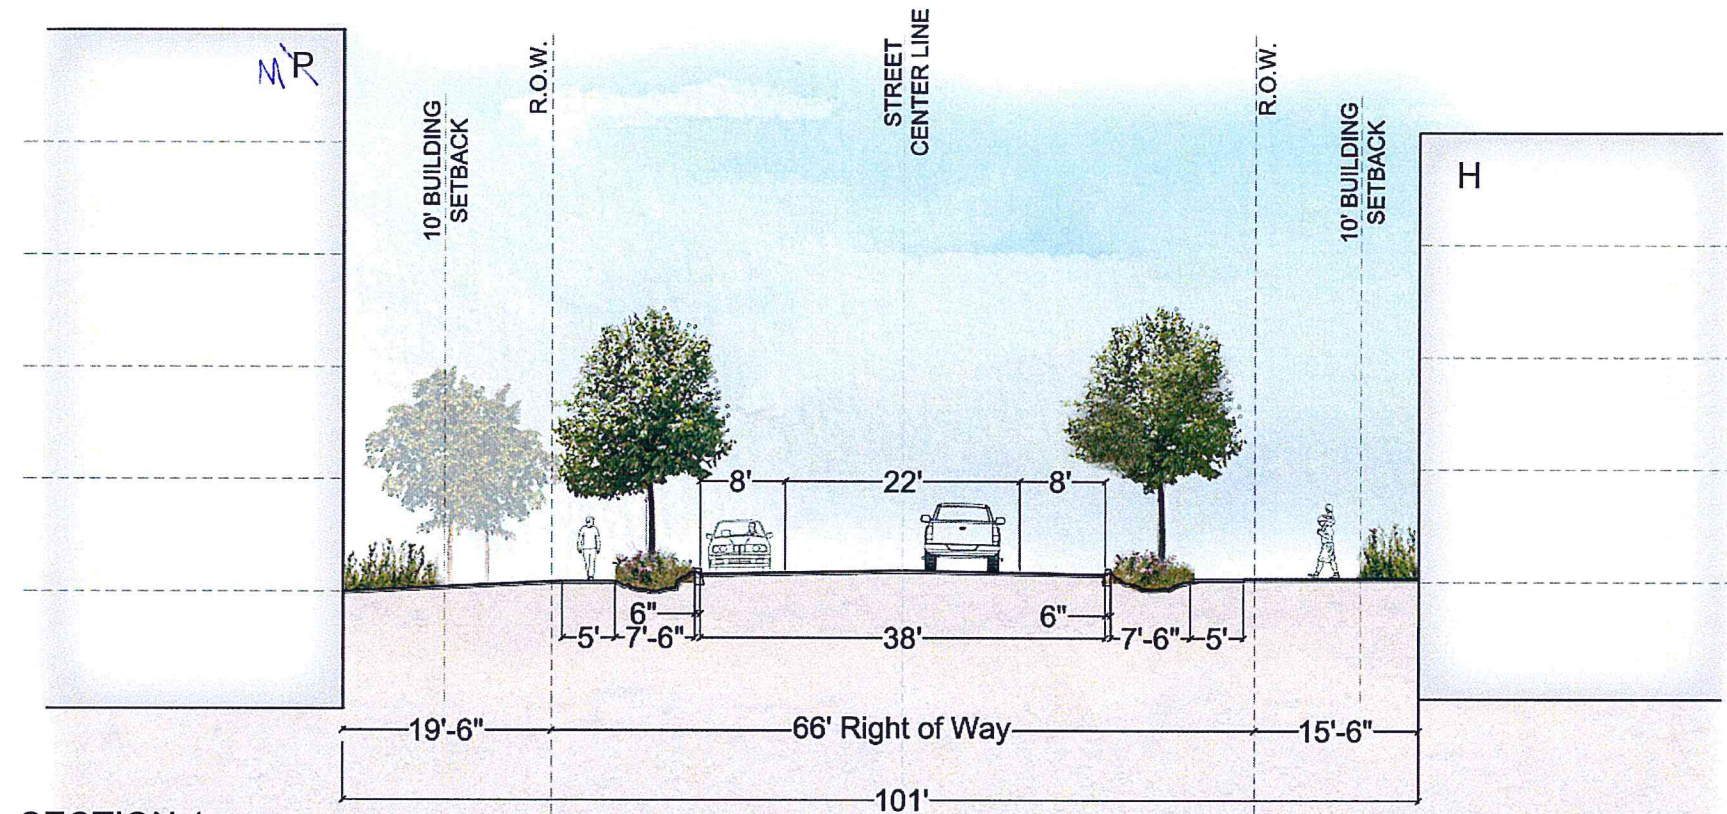 P
R.O.W.
STREET
CENTER LINE
R.O.W.
10' BUILDING
SETBACK
10' BUILDING
SETBACK
H
8'
22'
8'
6"
6"
5'
7'-6"
38'
7'-6"
5'
19'-6"
66' Right of Way
15'-6"
101'